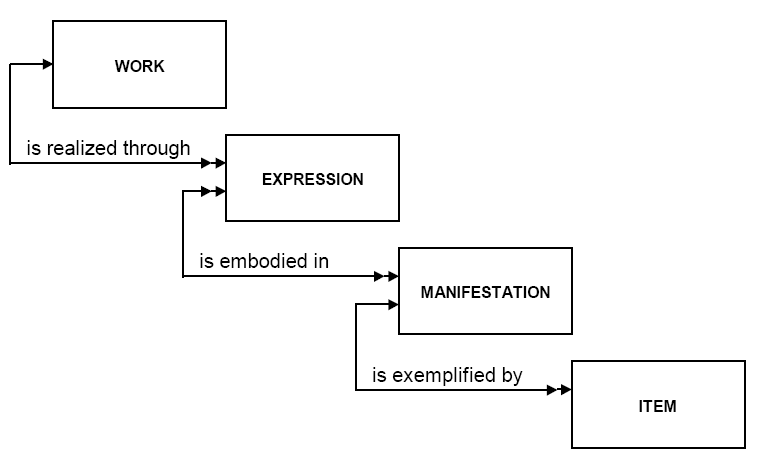 WORK
is realized through
EXPRESSION
is embodied in
MANIFESTATION
is exemplified by
ITEM